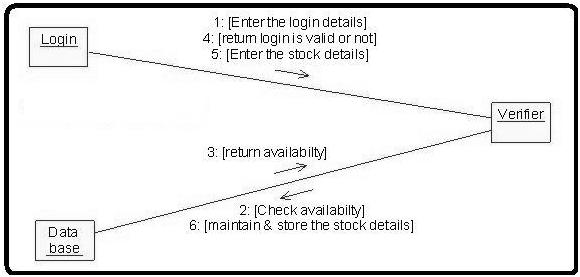 1: [Enter the login details]
4: [return login is valid or not]
5: [Enter the stock details]
Login
Verifier
3: [return availabilty]
2: [Check availabilty]
6: [maintain & store the stock details]
Data
base